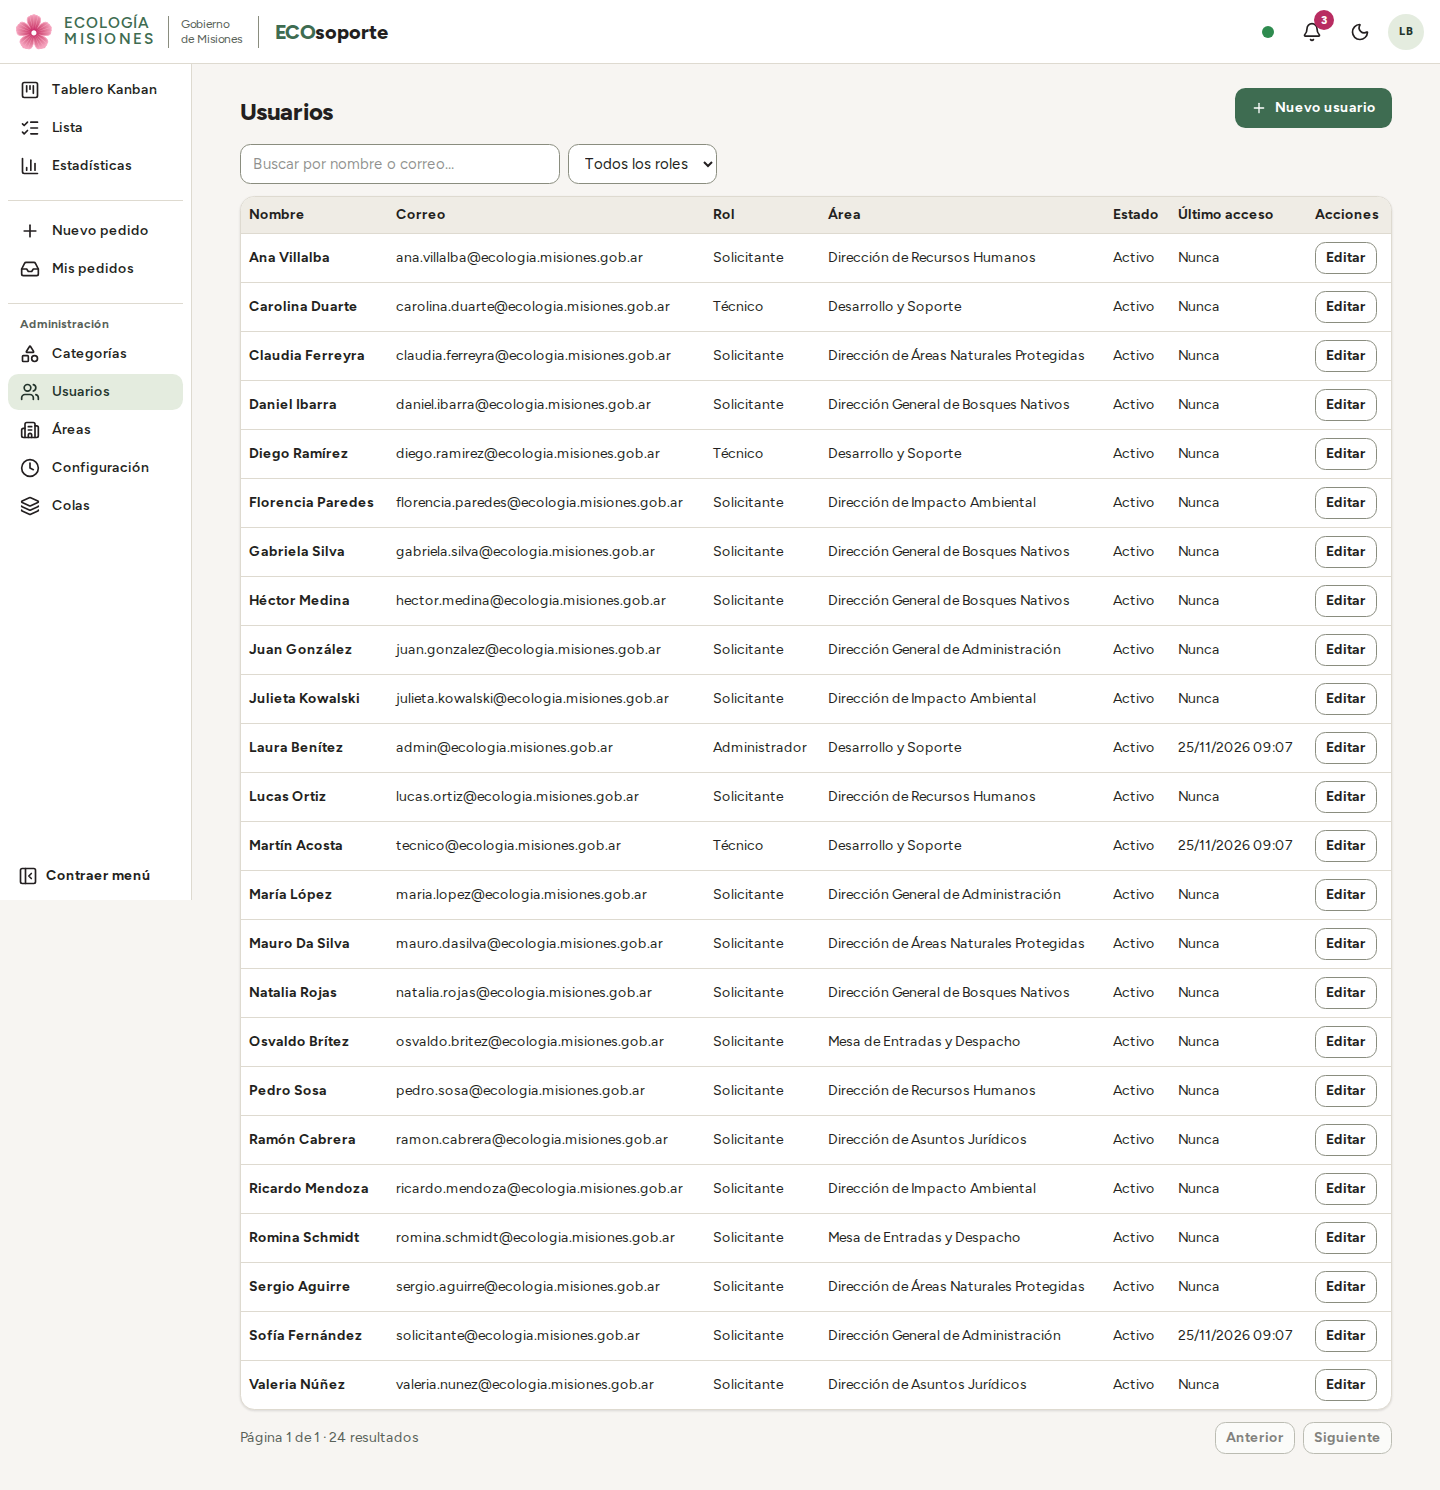 ECOLOGÍA
MISIONES
Gobierno
de Misiones
ECOsoporte
3
LB
Tablero Kanban
Lista
Estadísticas
Nuevo pedido
Mis pedidos
Administración
Categorías
Usuarios
Áreas
Configuración
Colas
Contraer menú
Usuarios
Nuevo usuario
Buscar por nombre o correo...
Todos los roles
Nombre Correo Rol Área Estado Último acceso Acciones
Ana Villalba ana.villalba@ecologia.misiones.gob.ar Solicitante Dirección de Recursos Humanos Activo Nunca Editar
Carolina Duarte carolina.duarte@ecologia.misiones.gob.ar Técnico Desarrollo y Soporte Activo Nunca Editar
Claudia Ferreyra claudia.ferreyra@ecologia.misiones.gob.ar Solicitante Dirección de Áreas Naturales Protegidas Activo Nunca Editar
Daniel Ibarra daniel.ibarra@ecologia.misiones.gob.ar Solicitante Dirección General de Bosques Nativos Activo Nunca Editar
Diego Ramírez diego.ramirez@ecologia.misiones.gob.ar Técnico Desarrollo y Soporte Activo Nunca Editar
Florencia Paredes florencia.paredes@ecologia.misiones.gob.ar Solicitante Dirección de Impacto Ambiental Activo Nunca Editar
Gabriela Silva gabriela.silva@ecologia.misiones.gob.ar Solicitante Dirección General de Bosques Nativos Activo Nunca Editar
Héctor Medina hector.medina@ecologia.misiones.gob.ar Solicitante Dirección General de Bosques Nativos Activo Nunca Editar
Juan González juan.gonzalez@ecologia.misiones.gob.ar Solicitante Dirección General de Administración Activo Nunca Editar
Julieta Kowalski julieta.kowalski@ecologia.misiones.gob.ar Solicitante Dirección de Impacto Ambiental Activo Nunca Editar
Laura Benítez admin@ecologia.misiones.gob.ar Administrador Desarrollo y Soporte Activo 25/11/2026 09:07 Editar
Lucas Ortiz lucas.ortiz@ecologia.misiones.gob.ar Solicitante Dirección de Recursos Humanos Activo Nunca Editar
Martín Acosta tecnico@ecologia.misiones.gob.ar Técnico Desarrollo y Soporte Activo 25/11/2026 09:07 Editar
María López maria.lopez@ecologia.misiones.gob.ar Solicitante Dirección General de Administración Activo Nunca Editar
Mauro Da Silva mauro.dasilva@ecologia.misiones.gob.ar Solicitante Dirección de Áreas Naturales Protegidas Activo Nunca Editar
Natalia Rojas natalia.rojas@ecologia.misiones.gob.ar Solicitante Dirección General de Bosques Nativos Activo Nunca Editar
Osvaldo Brítez osvaldo.britez@ecologia.misiones.gob.ar Solicitante Mesa de Entradas y Despacho Activo Nunca Editar
Pedro Sosa pedro.sosa@ecologia.misiones.gob.ar Solicitante Dirección de Recursos Humanos Activo Nunca Editar
Ramón Cabrera ramon.cabrera@ecologia.misiones.gob.ar Solicitante Dirección de Asuntos Jurídicos Activo Nunca Editar
Ricardo Mendoza ricardo.mendoza@ecologia.misiones.gob.ar Solicitante Dirección de Impacto Ambiental Activo Nunca Editar
Romina Schmidt romina.schmidt@ecologia.misiones.gob.ar Solicitante Mesa de Entradas y Despacho Activo Nunca Editar
Sergio Aguirre sergio.aguirre@ecologia.misiones.gob.ar Solicitante Dirección de Áreas Naturales Protegidas Activo Nunca Editar
Sofía Fernández solicitante@ecologia.misiones.gob.ar Solicitante Dirección General de Administración Activo 25/11/2026 09:07 Editar
Valeria Núñez valeria.nunez@ecologia.misiones.gob.ar Solicitante Dirección de Asuntos Jurídicos Activo Nunca Editar
Página 1 de 1 · 24 resultados
Anterior Siguiente